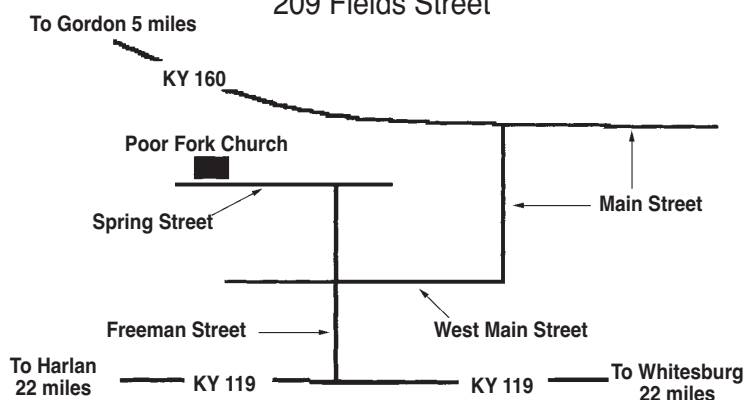 209 Fields Street
To Gordon 5 miles
KY 160
Poor Fork Church
Main Street
Spring Street
Freeman Street
West Main Street
To Harlan
22 miles
KY 119
KY 119
To Whitesburg
22 miles